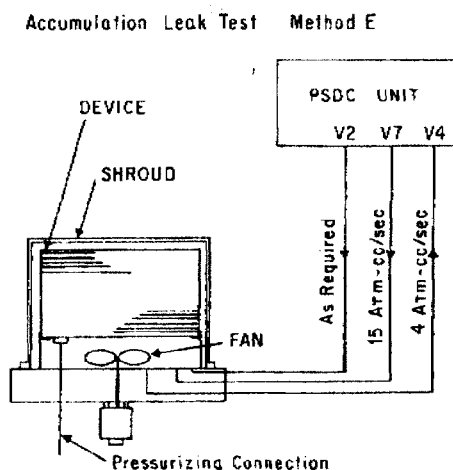 Accumulation Leak Test Method E
PSDC UNIT
V2 V7 V4
DEVICE
SHROUD
As Required
15 ATM-CC/sec
4 ATM-CC/sec
FAN
Pressurizing Connection